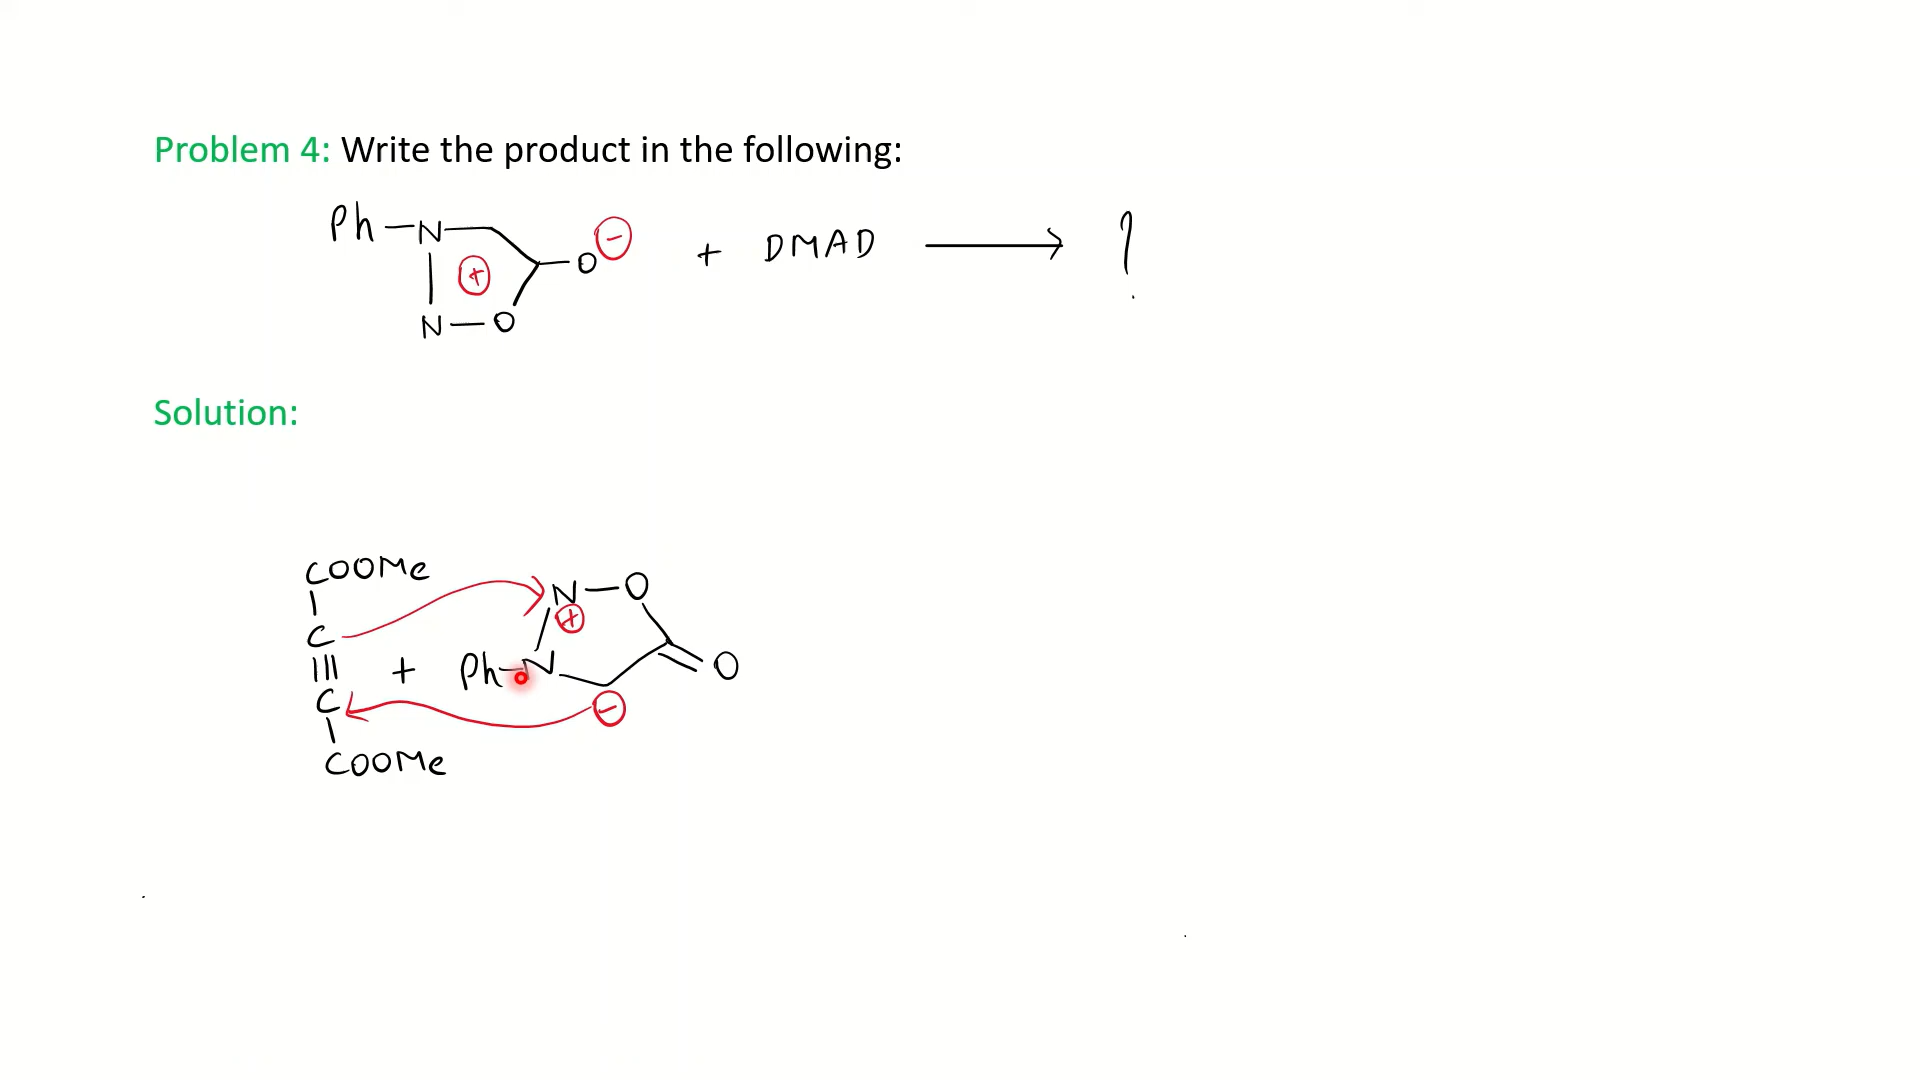 Problem 4: Write the product in the following:
Ph-N
+
O
-
N-O
+ DMAD → ?
Solution:
COOMe
C
C
COOMe
+
N-O
+
Ph-N
O
-